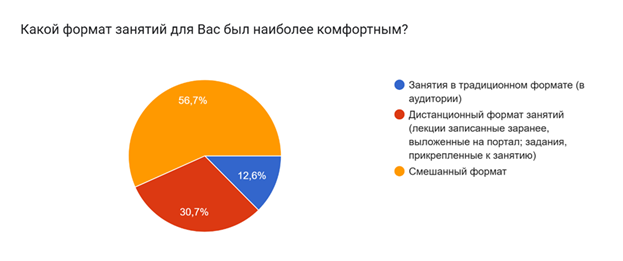 Какой формат занятий для Вас был наиболее комфортным?
56,7%
12,6%
30,7%
Занятия в традиционном формате (в
аудитории)
Дистанционный формат занятий
(лекции записанные заранее,
выложенные на портал; задания,
прикрепленные к занятию)
Смешанный формат